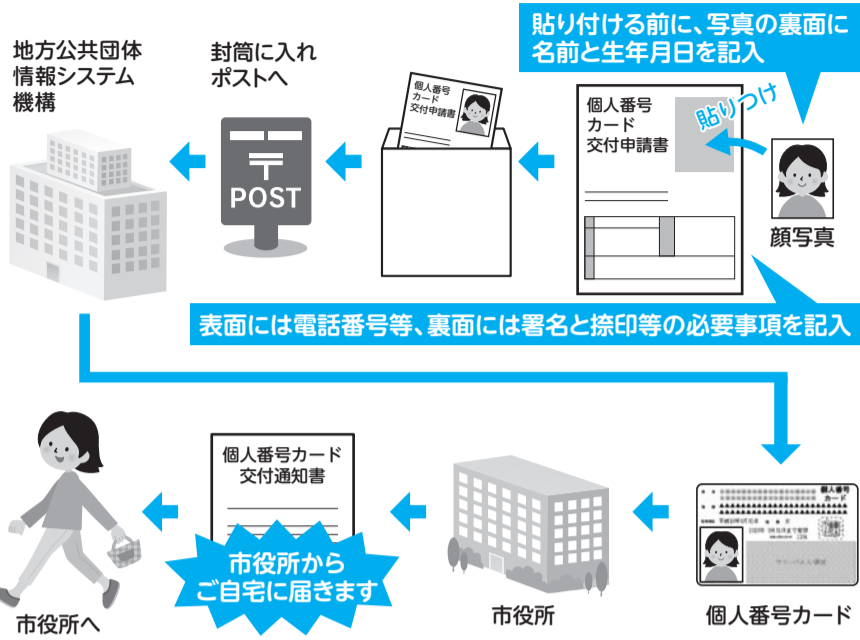 貼り付ける前に、写真の裏面に
名前と生年月日を記入
地方公共団体
情報システム
機構
封筒に入れ
ポストへ
POST
個人番号
カード
交付申請書
個人番号
カード
交付申請書
貼りつけ
顔写真
表面には電話番号等、裏面には署名と捺印等の必要事項を記入
個人番号カード
交付通知書
市役所から
ご自宅に届きます
市役所へ
市役所
個人番号
カード
個人番号カード